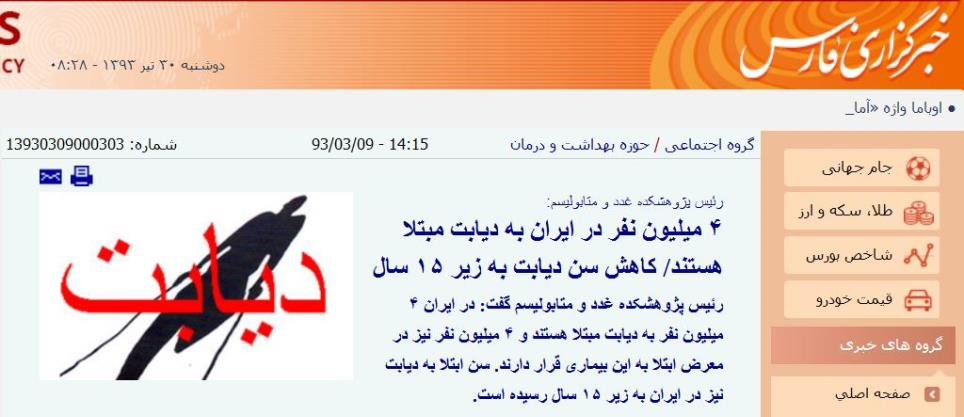 S
CY
خبرگزاری فارس
دوشنبه ۳۰ تیر ۱۳۹۳ - ۰۸:۲۸
● اوباما واژه «آما_
گروه اجتماعی / حوزه بهداشت و درمان
93/03/09 - 14:15
شماره: 13930309000303
رئیس پژوهشکده غدد و متابولیسم:
۴ میلیون نفر در ایران به دیابت مبتلا
هستند/ کاهش سن دیابت به زیر ۱۵ سال
رئیس پژوهشکده غدد و متابولیسم گفت: در ایران ۴
میلیون نفر به دیابت مبتلا هستند و ۴ میلیون نفر نیز در
معرض ابتلا به این بیماری قرار دارند. سن ابتلا به دیابت
نیز در ایران به زیر ۱۵ سال رسیده است.
دیابت
جام جهانی
طلا، سکه و ارز
شاخص بورس
قیمت خودرو
گروه های خبری
صفحه اصلي